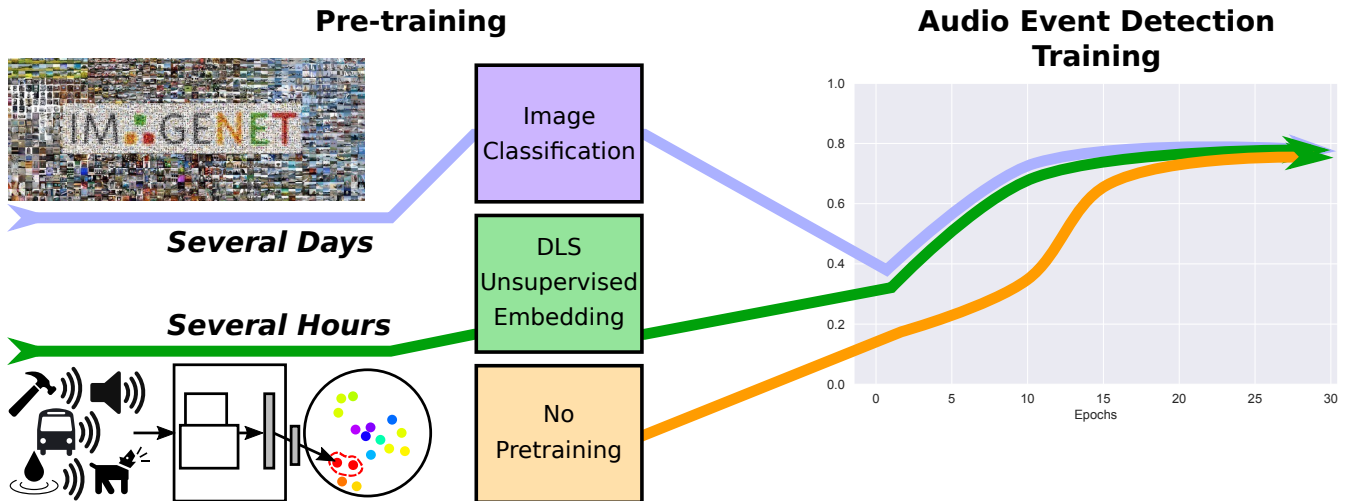 Pre-training
IMAGENET
Several Days
Several Hours
Image
Classification
DLS
Unsupervised
Embedding
No
Pretraining
Audio Event Detection
Training
1.0
0.8
0.6
0.4
0.2
0.0
0 5 10 15 20 25 30
Epochs